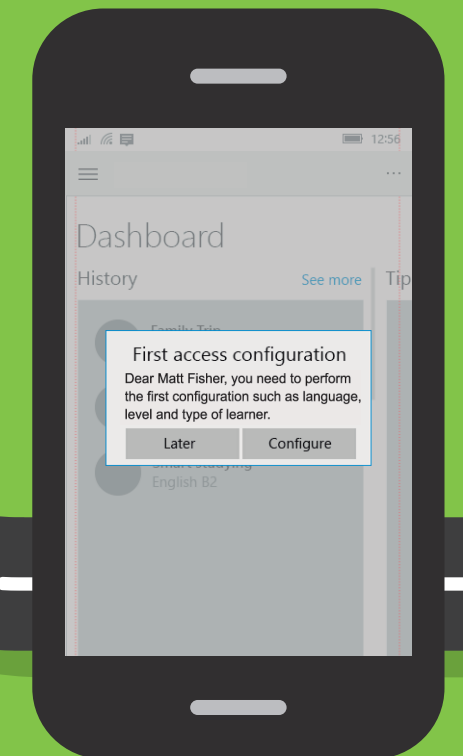 12:56
...
Dashboard
History See more Tip
Family Trip
First access configuration
Dear Matt Fisher, you need to perform
the first configuration such as language,
level and type of learner.
Later Configure
Smart studying
English B2